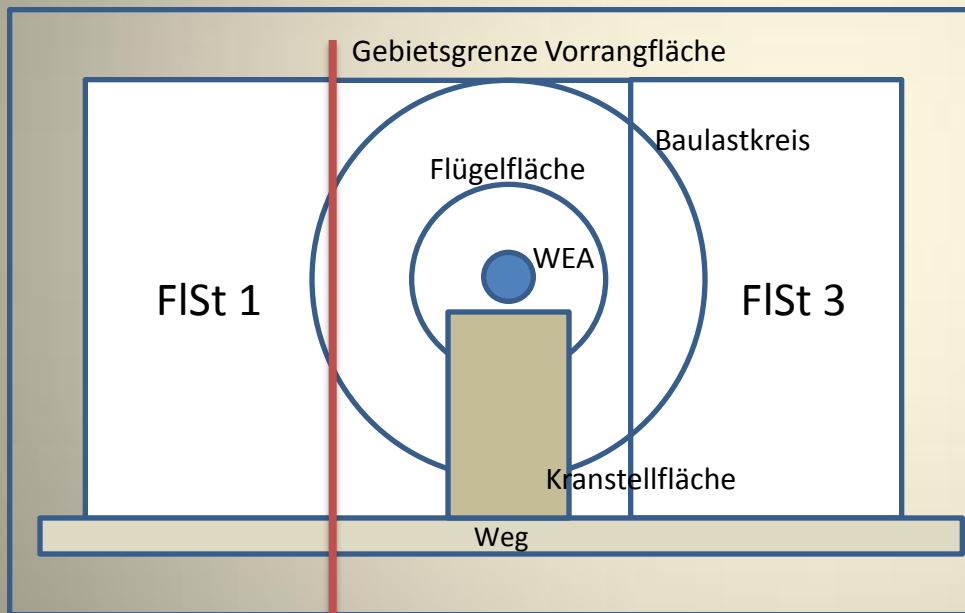 Gebietsgrenze Vorrangfläche
Baulastkreis
Flügelfläche
WEA
FlSt 1
FlSt 3
Kranstellfläche
Weg